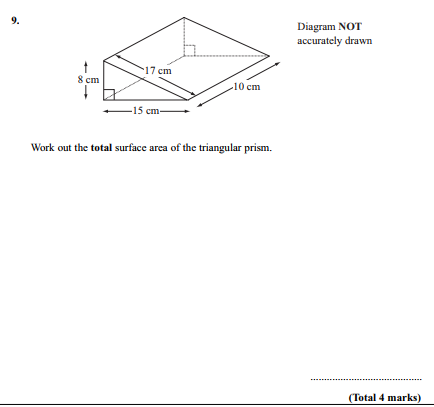 9.
Diagram NOT
accurately drawn
17 cm
8 cm
10 cm
15 cm
Work out the total surface area of the triangular prism.
(Total 4 marks)